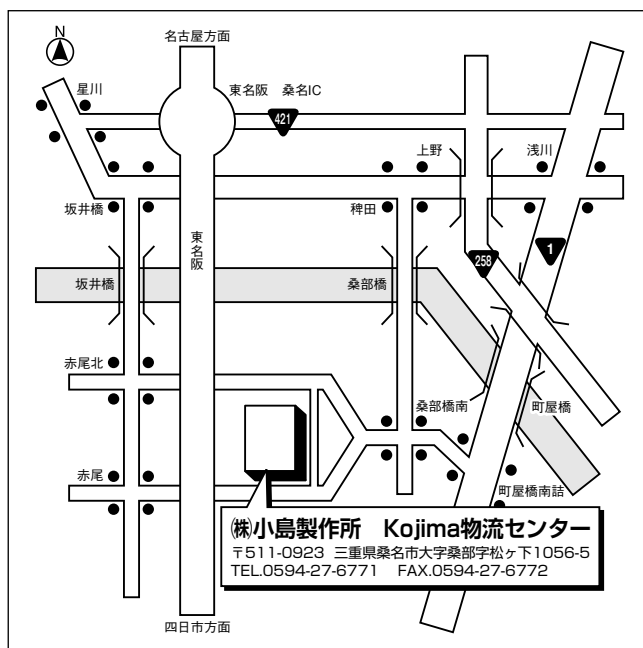 N
名古屋方面
星川
東名阪 桑名IC
421
上野
浅川
坂井橋
稗田
東名阪
1
258
坂井橋
桑部橋
赤尾北
桑部橋南
町屋橋
赤尾
町屋橋南詰
㈱小島製作所 Kojima物流センター
〒511-0923 三重県桑名市大字桑部字松ヶ下1056-5
TEL.0594-27-6771 FAX.0594-27-6772
四日市方面